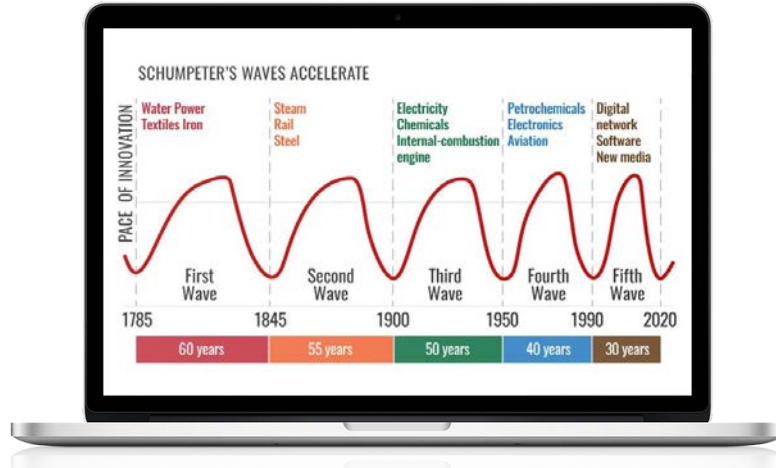 SCHUMPETER'S WAVES ACCELERATE
PACE OF INNOVATION
Water Power
Textiles Iron
Steam
Rail
Steel
Electricity
Chemicals
Internal-combustion
engine
Petrochemicals
Electronics
Aviation
Digital
network
Software
New media
First
Wave
Second
Wave
Third
Wave
Fourth
Wave
Fifth
Wave
1785
1845
1900
1950
1990
2020
60 years
55 years
50 years
40 years
30 years